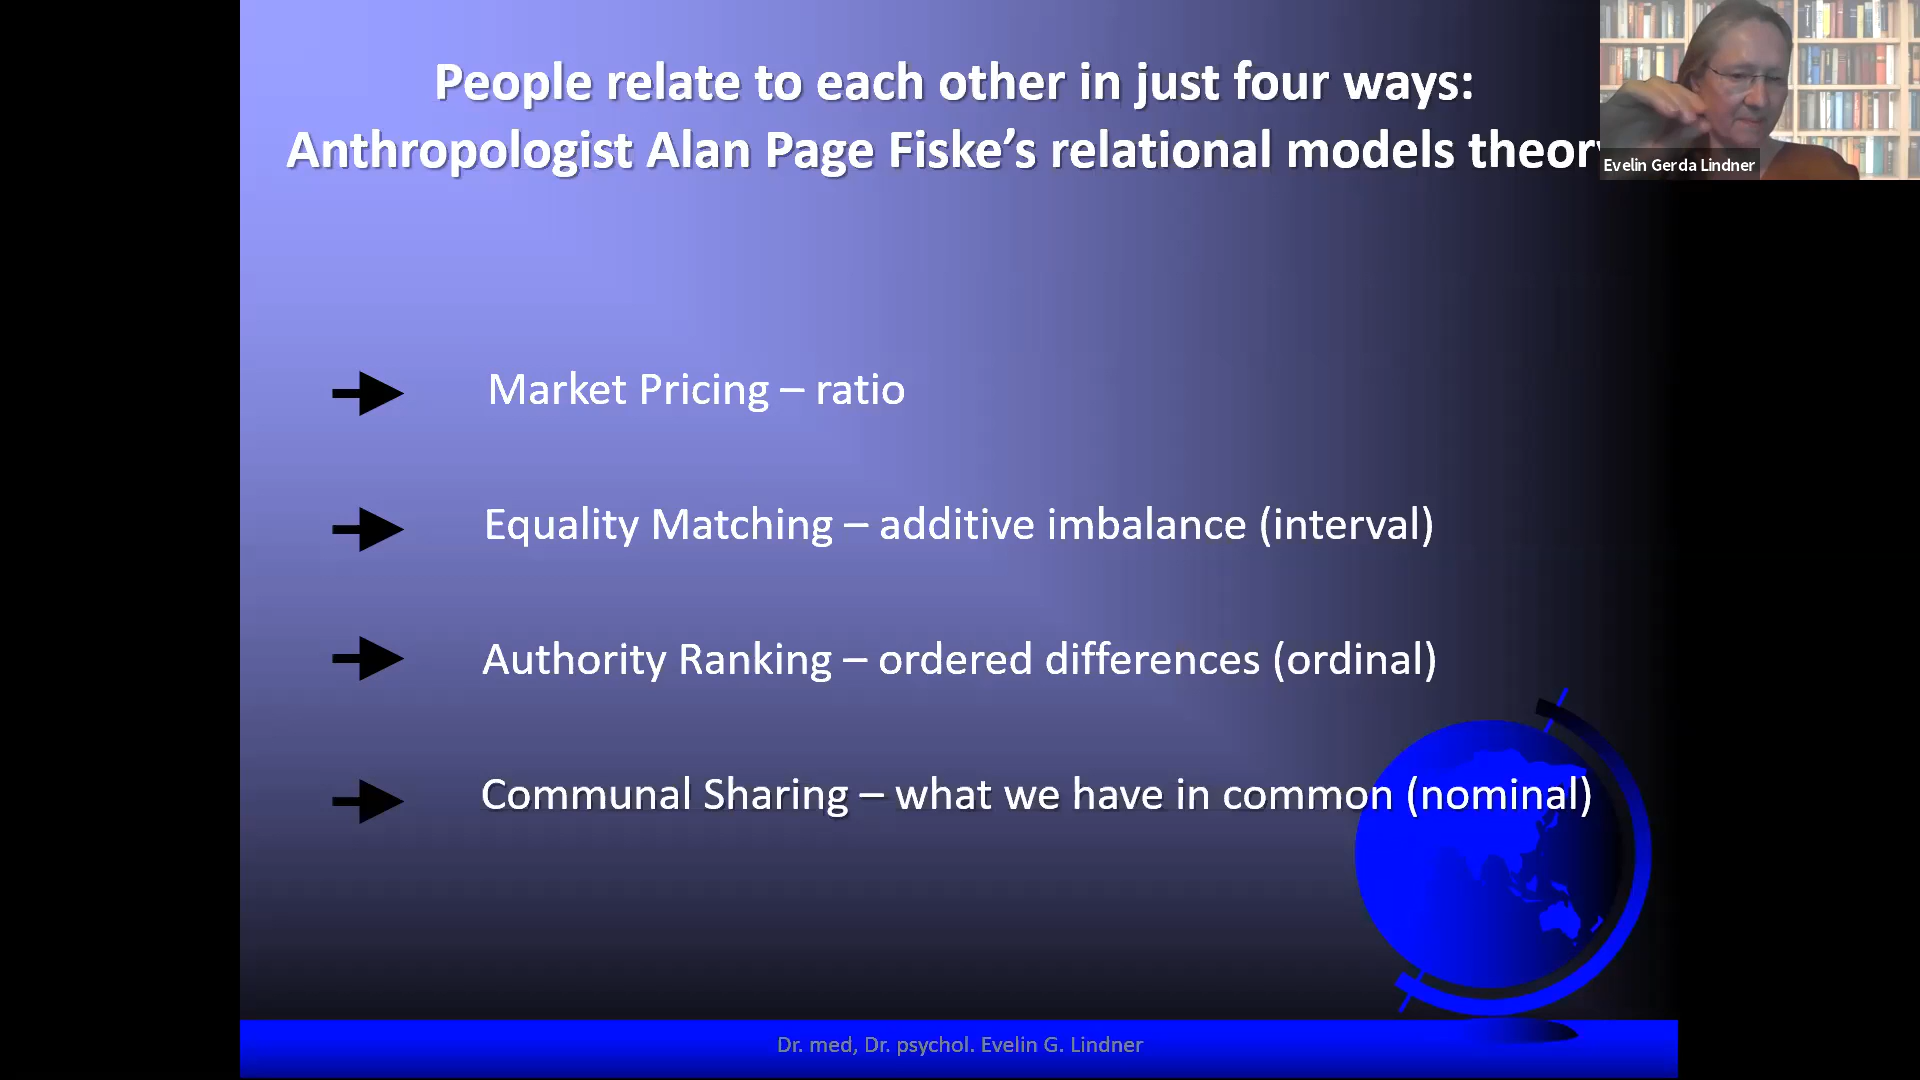 People relate to each other in just four ways:
Anthropologist Alan Page Fiske’s relational models theory
Evelin Gerda Lindner
Market Pricing – ratio
Equality Matching – additive imbalance (interval)
Authority Ranking – ordered differences (ordinal)
Communal Sharing – what we have in common (nominal)
Dr. med, Dr. psychol. Evelin G. Lindner